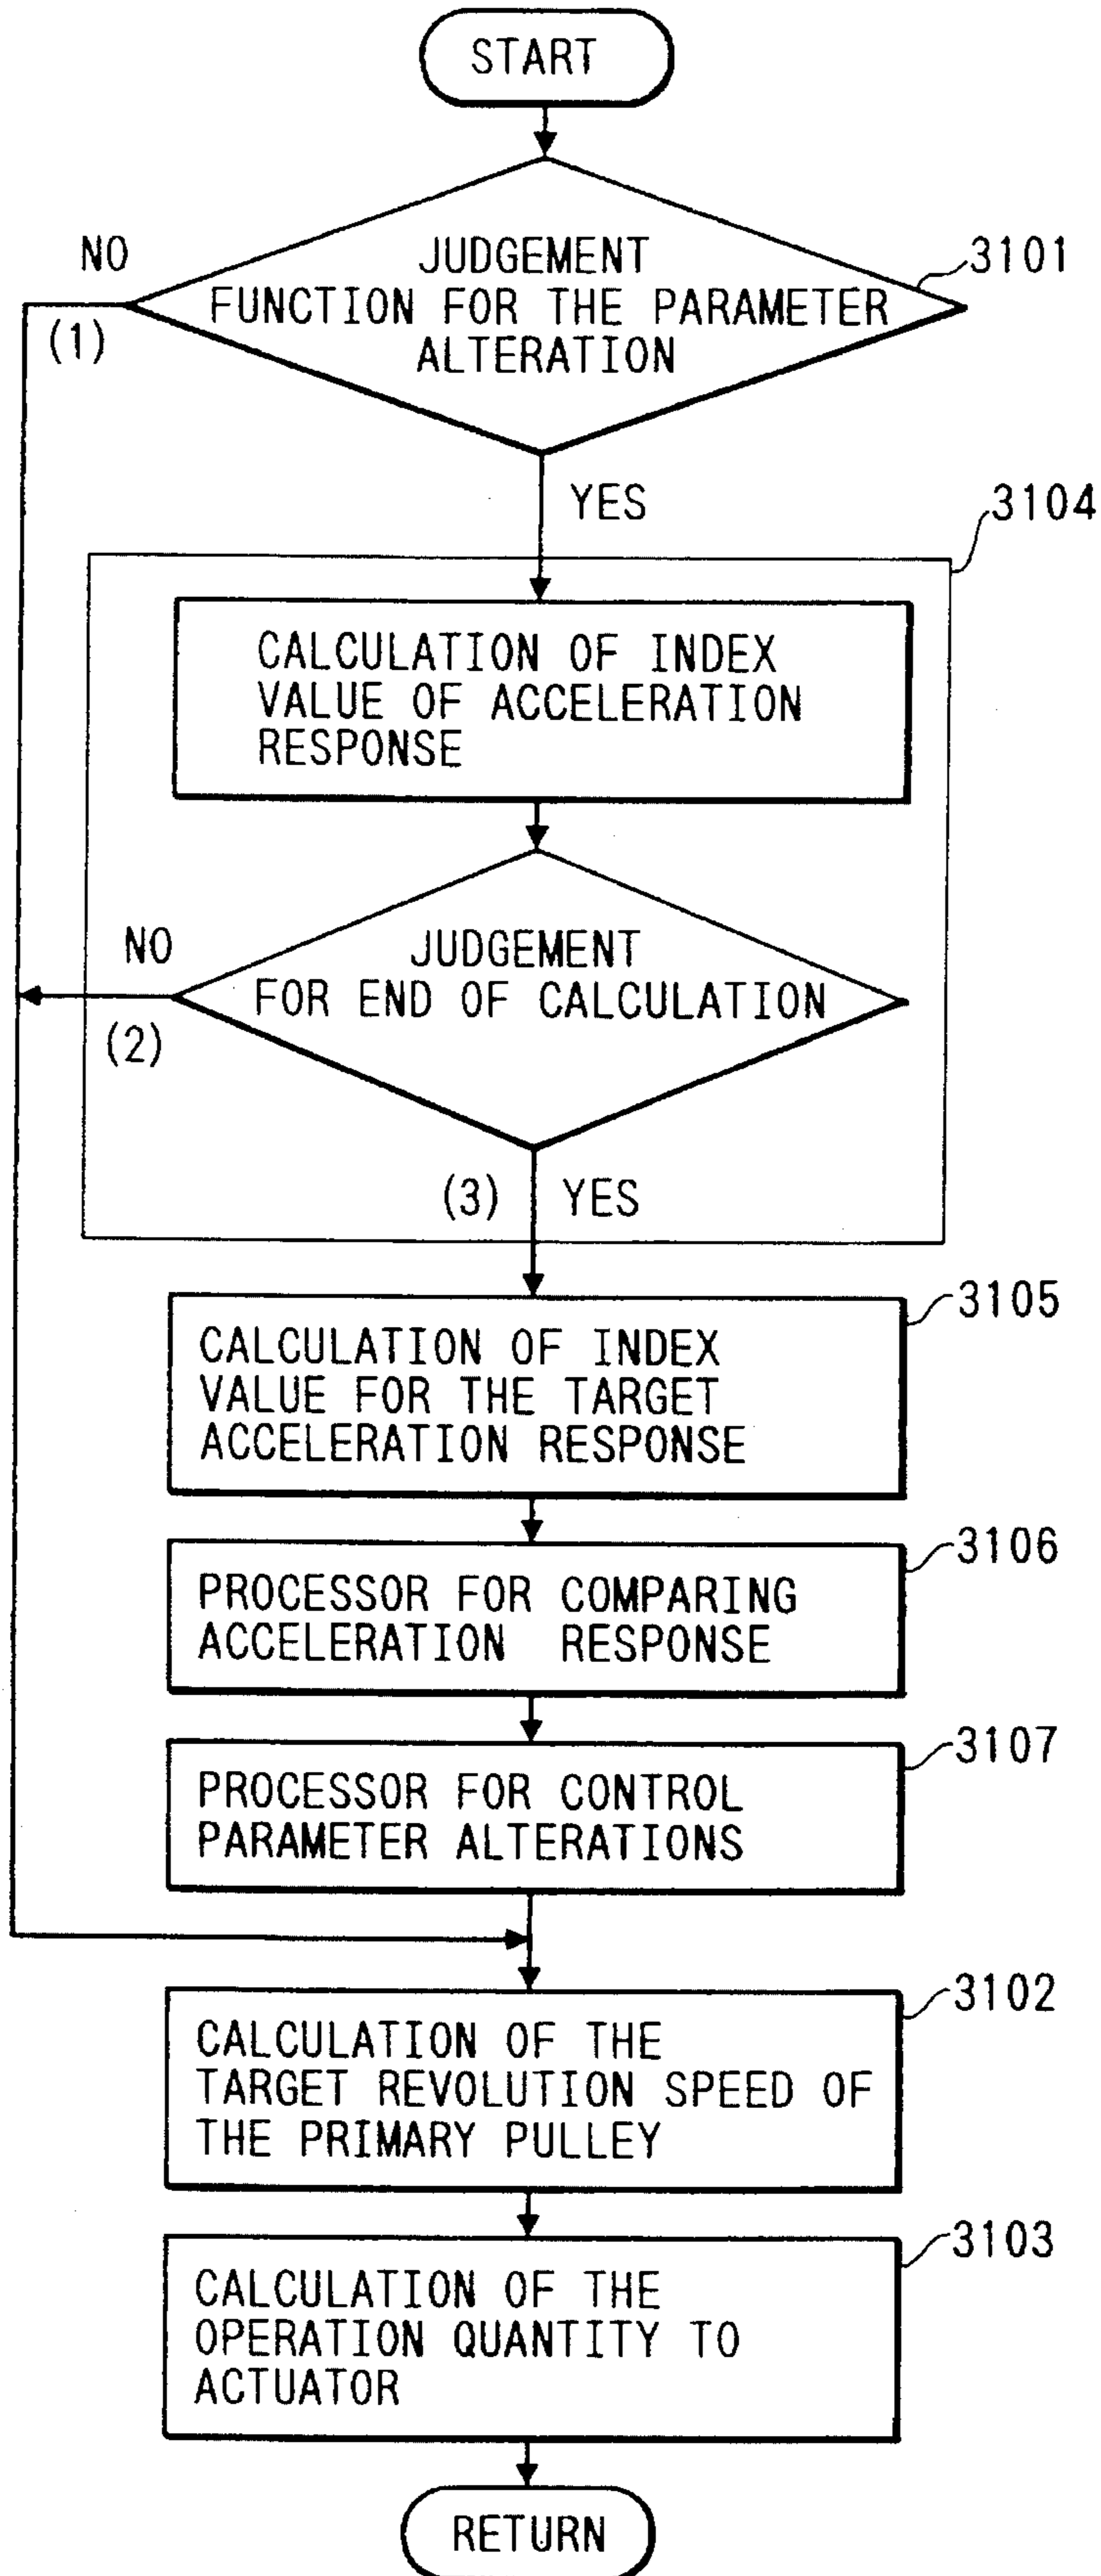 START
NO
JUDGEMENT
FUNCTION FOR THE PARAMETER
ALTERATION
3101
(1)
YES
3104
CALCULATION OF INDEX
VALUE OF ACCELERATION
RESPONSE
NO
JUDGEMENT
FOR END OF CALCULATION
(2)
(3) YES
3105
CALCULATION OF INDEX
VALUE FOR THE TARGET
ACCELERATION RESPONSE
3106
PROCESSOR FOR COMPARING
ACCELERATION RESPONSE
3107
PROCESSOR FOR CONTROL
PARAMETER ALTERATIONS
3102
CALCULATION OF THE
TARGET REVOLUTION SPEED OF
THE PRIMARY PULLEY
3103
CALCULATION OF THE
OPERATION QUANTITY TO
ACTUATOR
RETURN